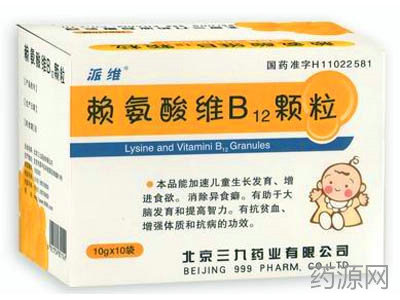 赖氨酸维B12颗粒
派维
国药准字H11022581
赖氨酸维B12颗粒
Lysine and Vitamini B12 Granules
●本品能加速儿童生长发育、增
进食欲。消除异食癖。有助于大
脑发育和提高智力。有抗贫血、
增强体质和抗病的功效。
10g×10袋
北京三九药业有限公司
BEIJING 999 PHARM. CO.,LTD
药源网